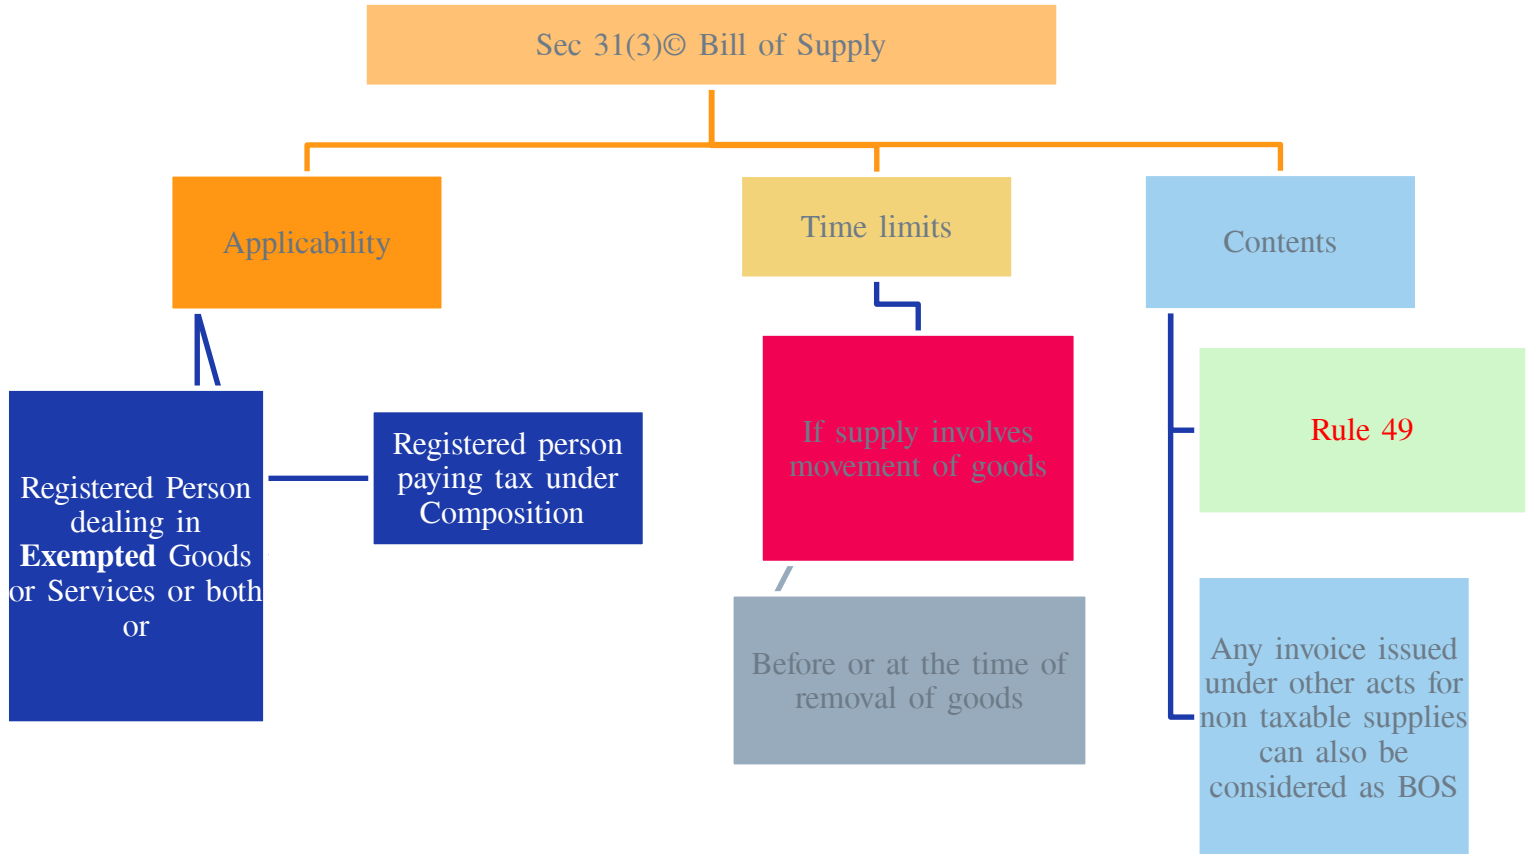 Sec 31(3)© Bill of Supply
Applicability
Time limits
Contents
Registered Person
dealing in
Exempted Goods
or Services or both
or
Registered person
paying tax under
Composition
If supply involves
movement of goods
Before or at the time of
removal of goods
Rule 49
Any invoice issued
under other acts for
non taxable supplies
can also be
considered as BOS